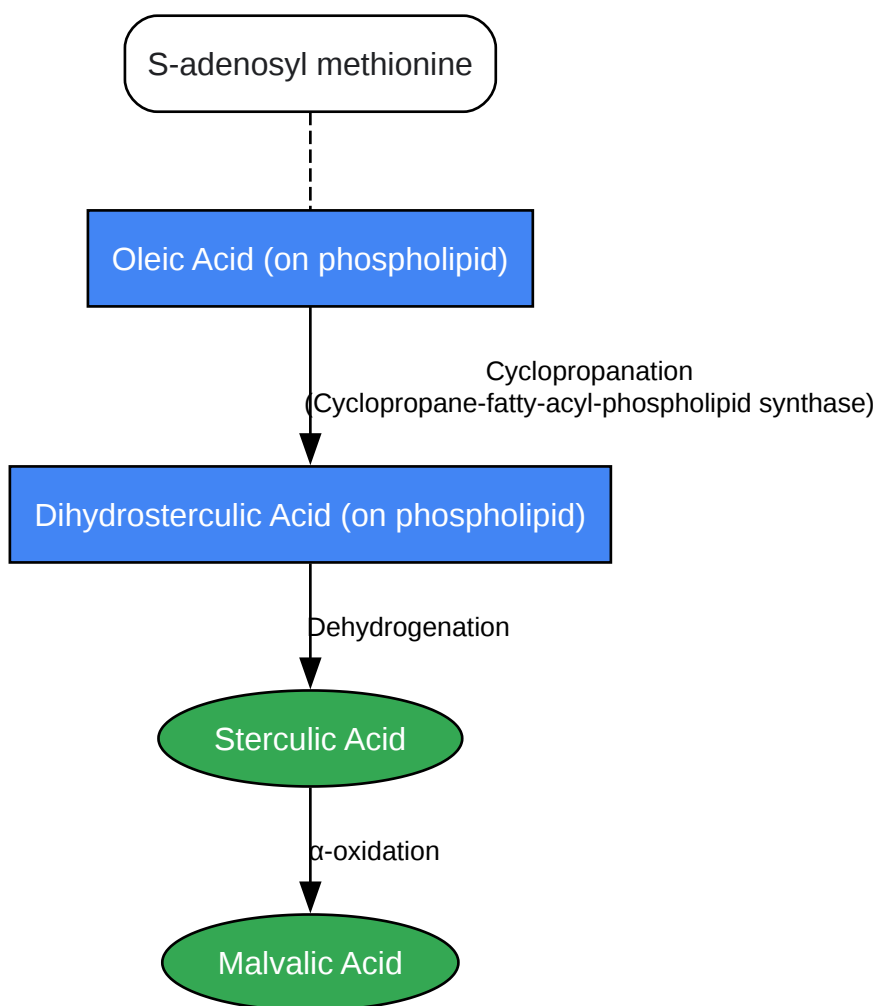 S-adenosyl methionine
Oleic Acid (on phospholipid)
Cyclopropanation
(Cyclopropane-fatty-acyl-phospholipid synthase)
Dihydrosterculic Acid (on phospholipid)
Dehydrogenation
Sterculic Acid
α-oxidation
Malvalic Acid